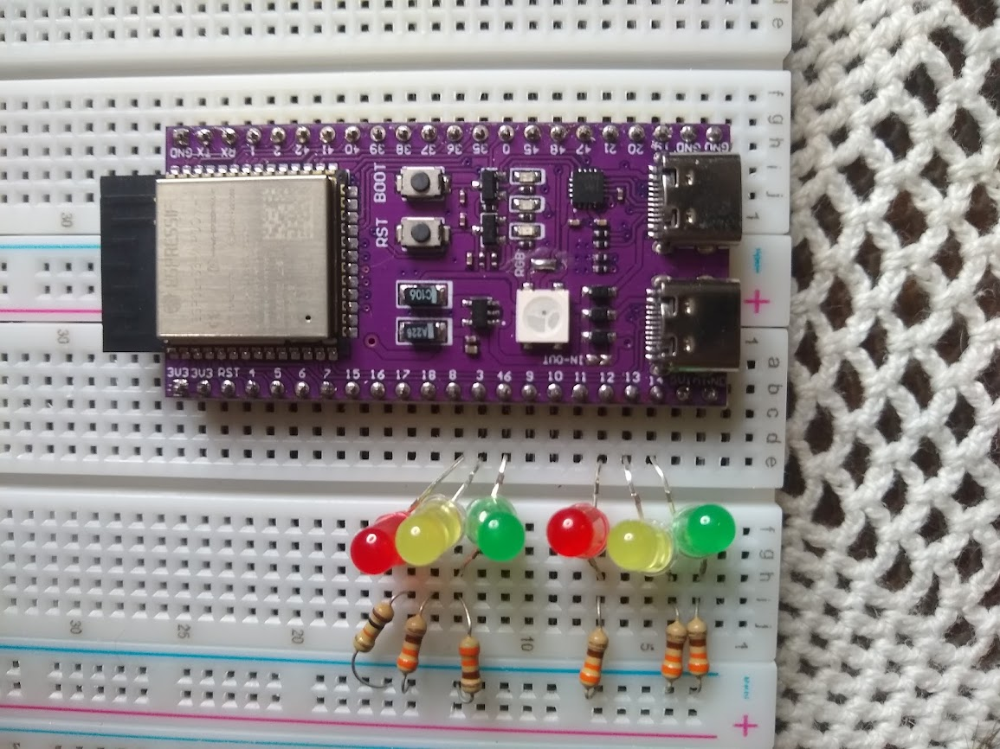 e
f
g
h
i
j
GND TX RX 1 2 42 41 40 39 38 37 36 35 0 45 48 47 21 20 19 GND GND
BOOT
30
1
RST
ESPRESSIF
RGB
C106
+
A226
30
1
IN-OUT
3V3 3V3 RST 4 5 6 7 15 16 17 18 8 3 46 9 10 11 12 13 14
a
b
c
d
e
f
g
h
i
j
30 25 20 10 5 1
+